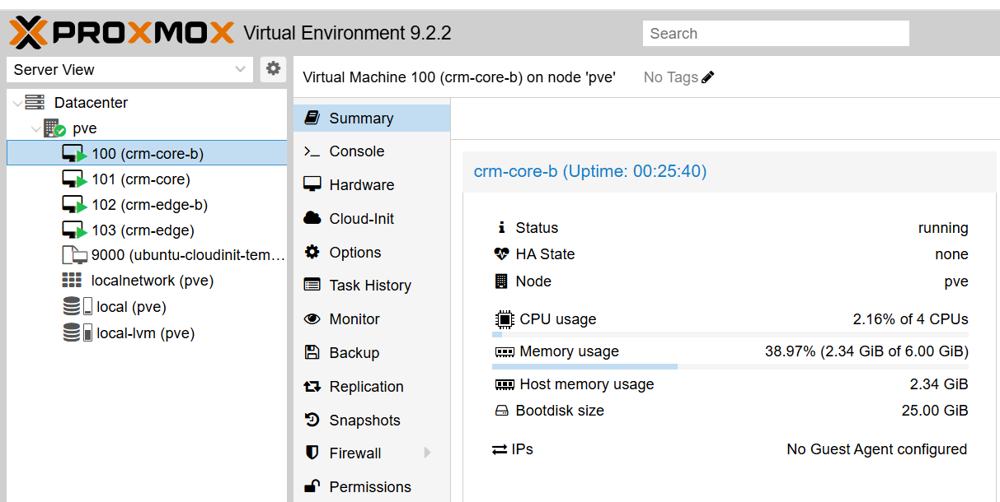 PROXMOX Virtual Environment 9.2.2
Search
Server View
Virtual Machine 100 (crm-core-b) on node 'pve'
No Tags
Datacenter
pve
100 (crm-core-b)
101 (crm-core)
102 (crm-edge-b)
103 (crm-edge)
9000 (ubuntu-cloudinit-tem...
localnetwork (pve)
local (pve)
local-lvm (pve)
Summary
Console
Hardware
Cloud-Init
Options
Task History
Monitor
Backup
Replication
Snapshots
Firewall
Permissions
crm-core-b (Uptime: 00:25:40)
Status running
HA State none
Node pve
CPU usage 2.16% of 4 CPUs
Memory usage 38.97% (2.34 GiB of 6.00 GiB)
Host memory usage 2.34 GiB
Bootdisk size 25.00 GiB
IPs No Guest Agent configured